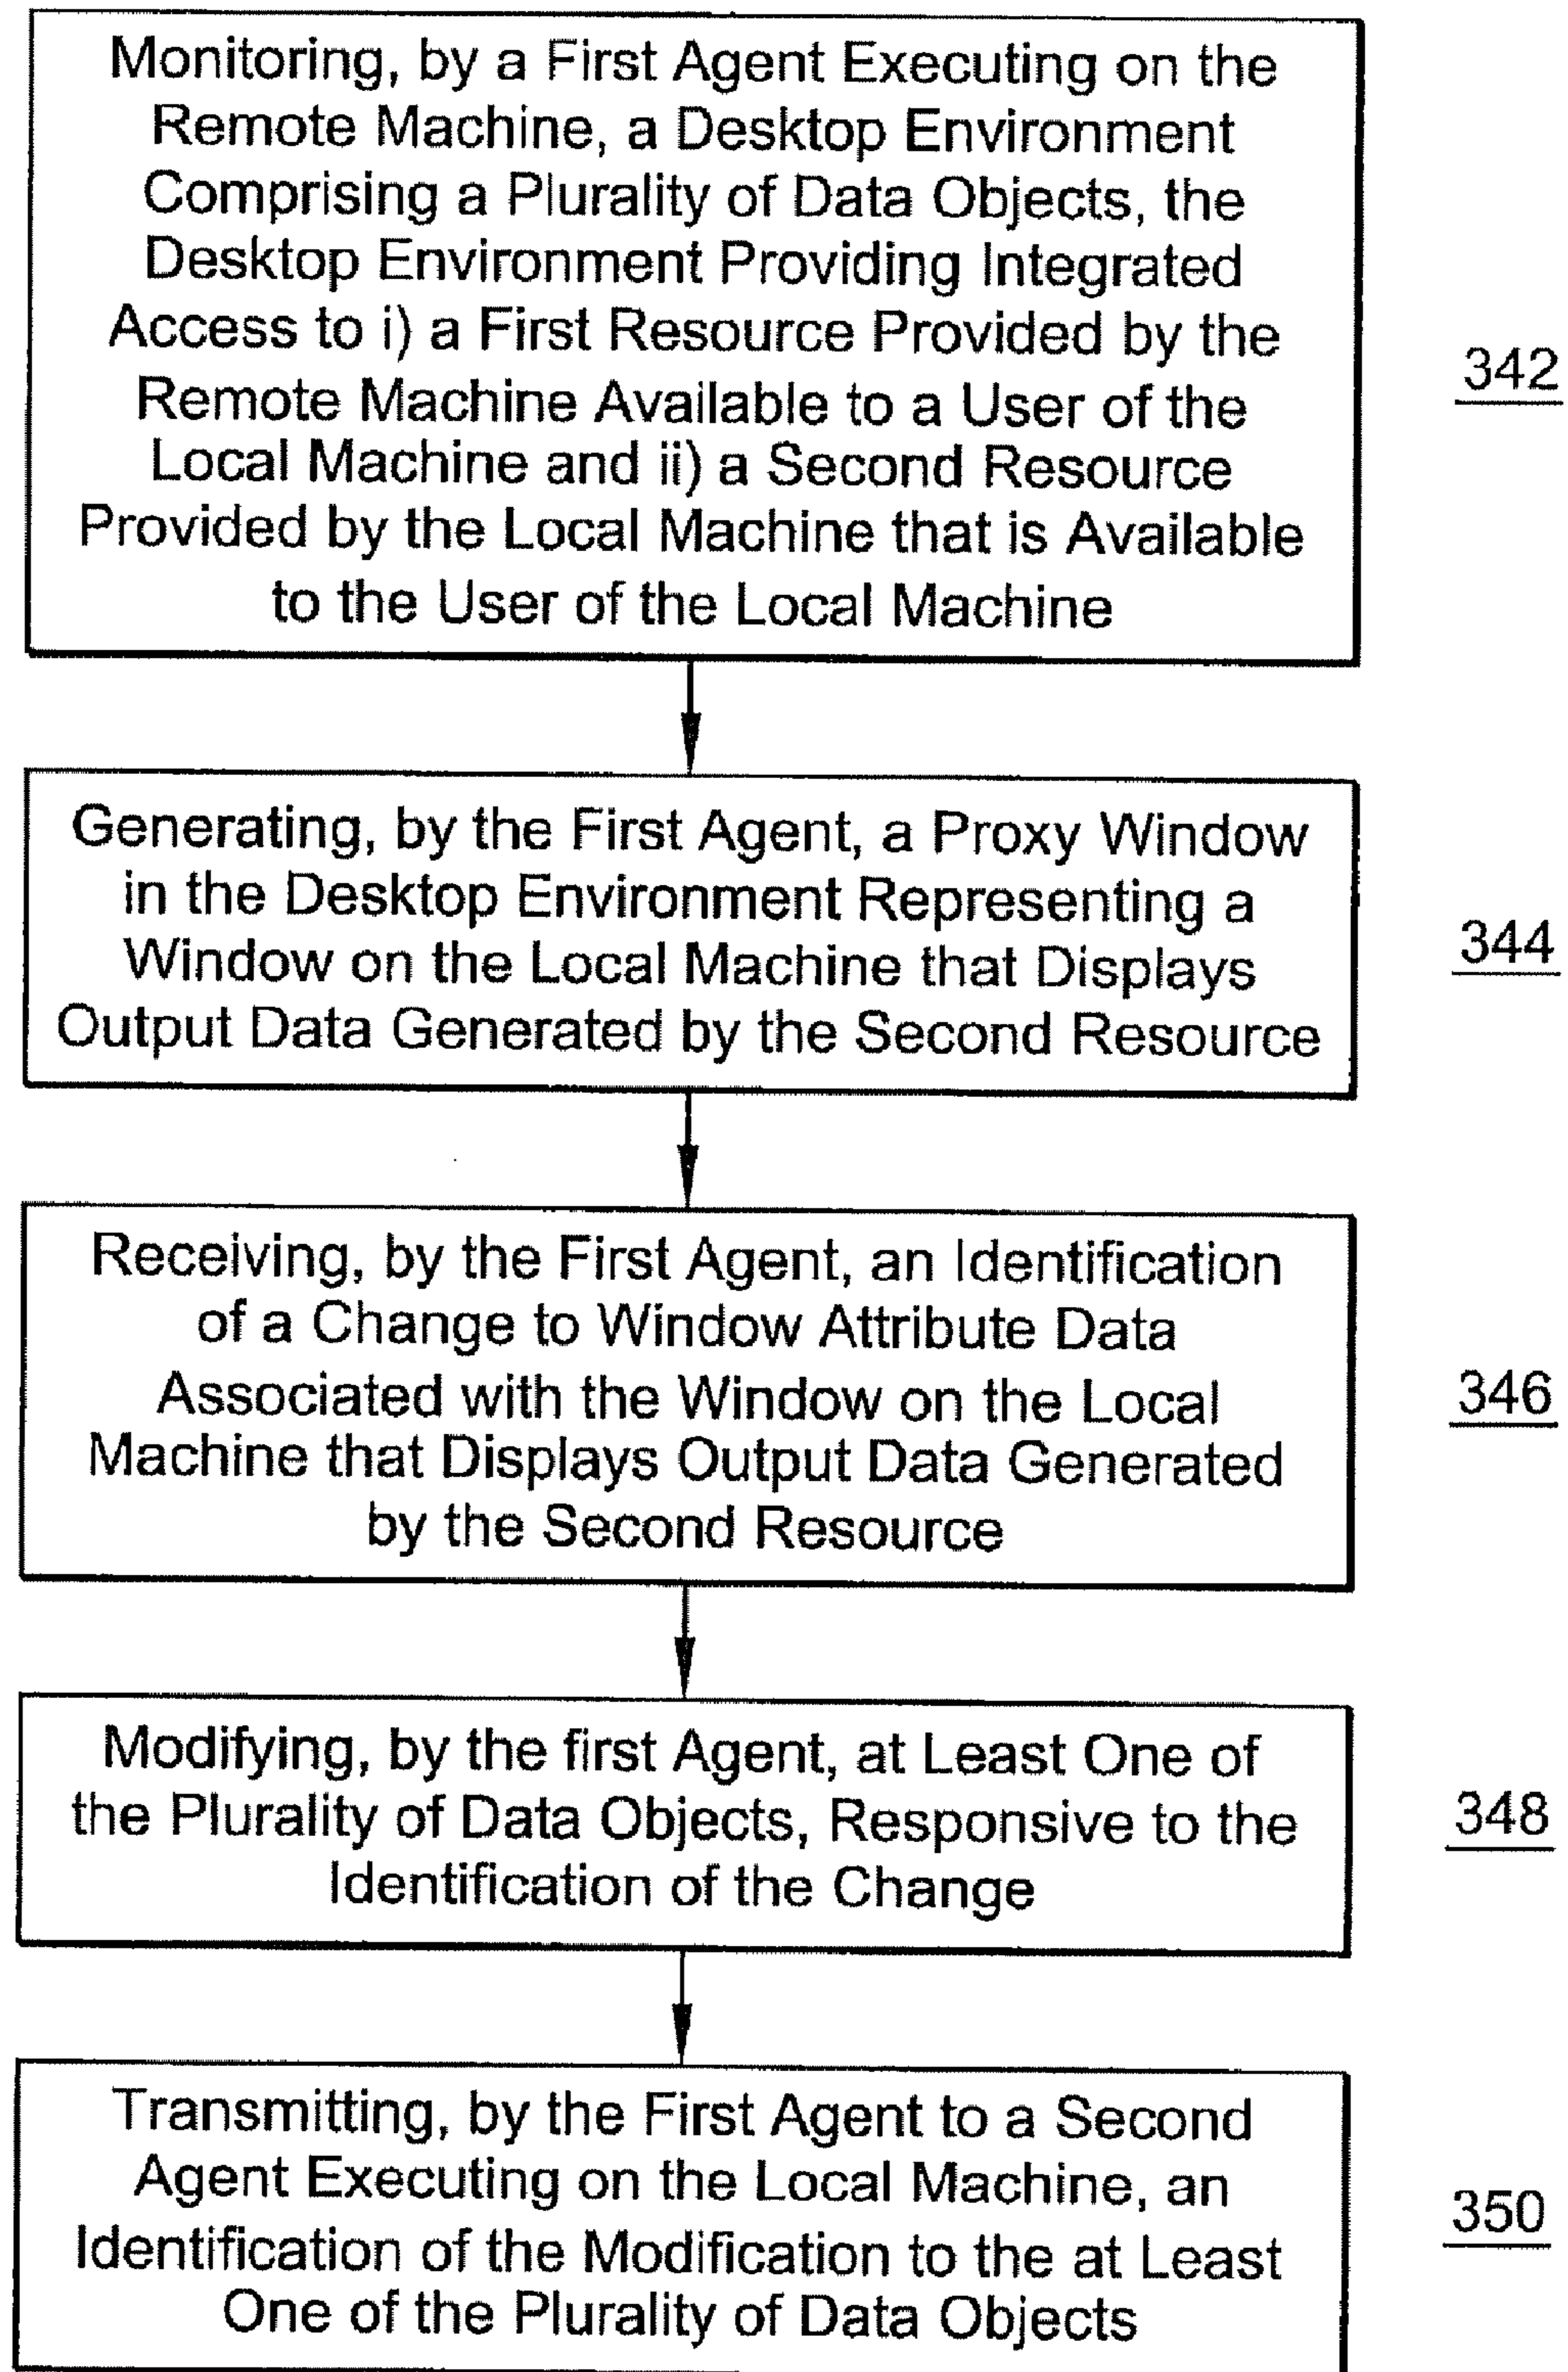 Monitoring, by a First Agent Executing on the
Remote Machine, a Desktop Environment
Comprising a Plurality of Data Objects, the
Desktop Environment Providing Integrated
Access to i) a First Resource Provided by the
Remote Machine Available to a User of the
Local Machine and ii) a Second Resource
Provided by the Local Machine that is Available
to the User of the Local Machine
342
Generating, by the First Agent, a Proxy Window
in the Desktop Environment Representing a
Window on the Local Machine that Displays
Output Data Generated by the Second Resource
344
Receiving, by the First Agent, an Identification
of a Change to Window Attribute Data
Associated with the Window on the Local
Machine that Displays Output Data Generated
by the Second Resource
346
Modifying, by the first Agent, at Least One of
the Plurality of Data Objects, Responsive to the
Identification of the Change
348
Transmitting, by the First Agent to a Second
Agent Executing on the Local Machine, an
Identification of the Modification to the at Least
One of the Plurality of Data Objects
350